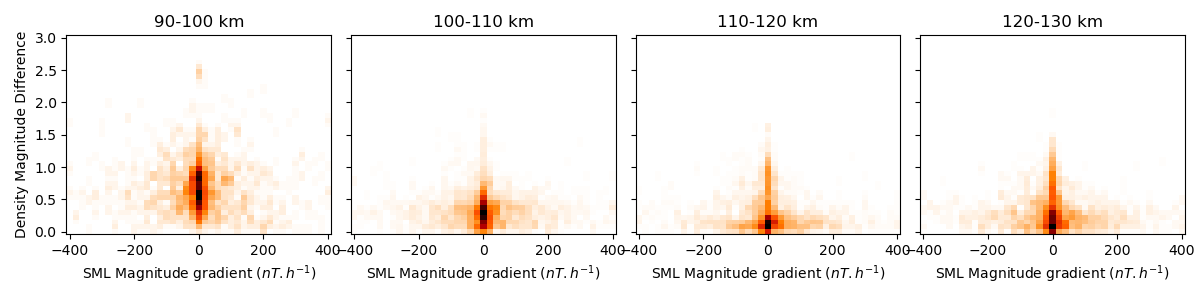 90-100 km
100-110 km
110-120 km
120-130 km
Density Magnitude Difference
3.0
2.5
2.0
1.5
1.0
0.5
0.0
−400 −200 0 200 400
−400 −200 0 200 400
−400 −200 0 200 400
−400 −200 0 200 400
SML Magnitude gradient (nT.h⁻¹)
SML Magnitude gradient (nT.h⁻¹)
SML Magnitude gradient (nT.h⁻¹)
SML Magnitude gradient (nT.h⁻¹)